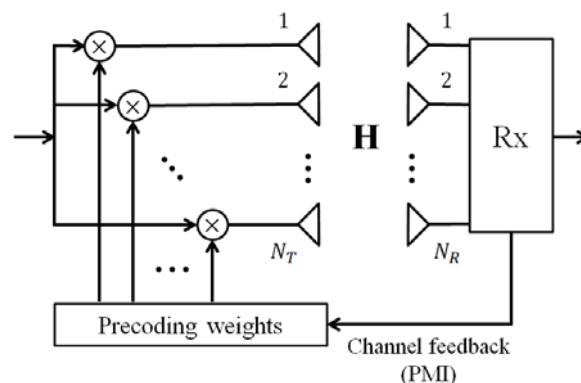 1 1
2 2
H
Rx
N_T N_R
Precoding weights
Channel feedback
(PMI)